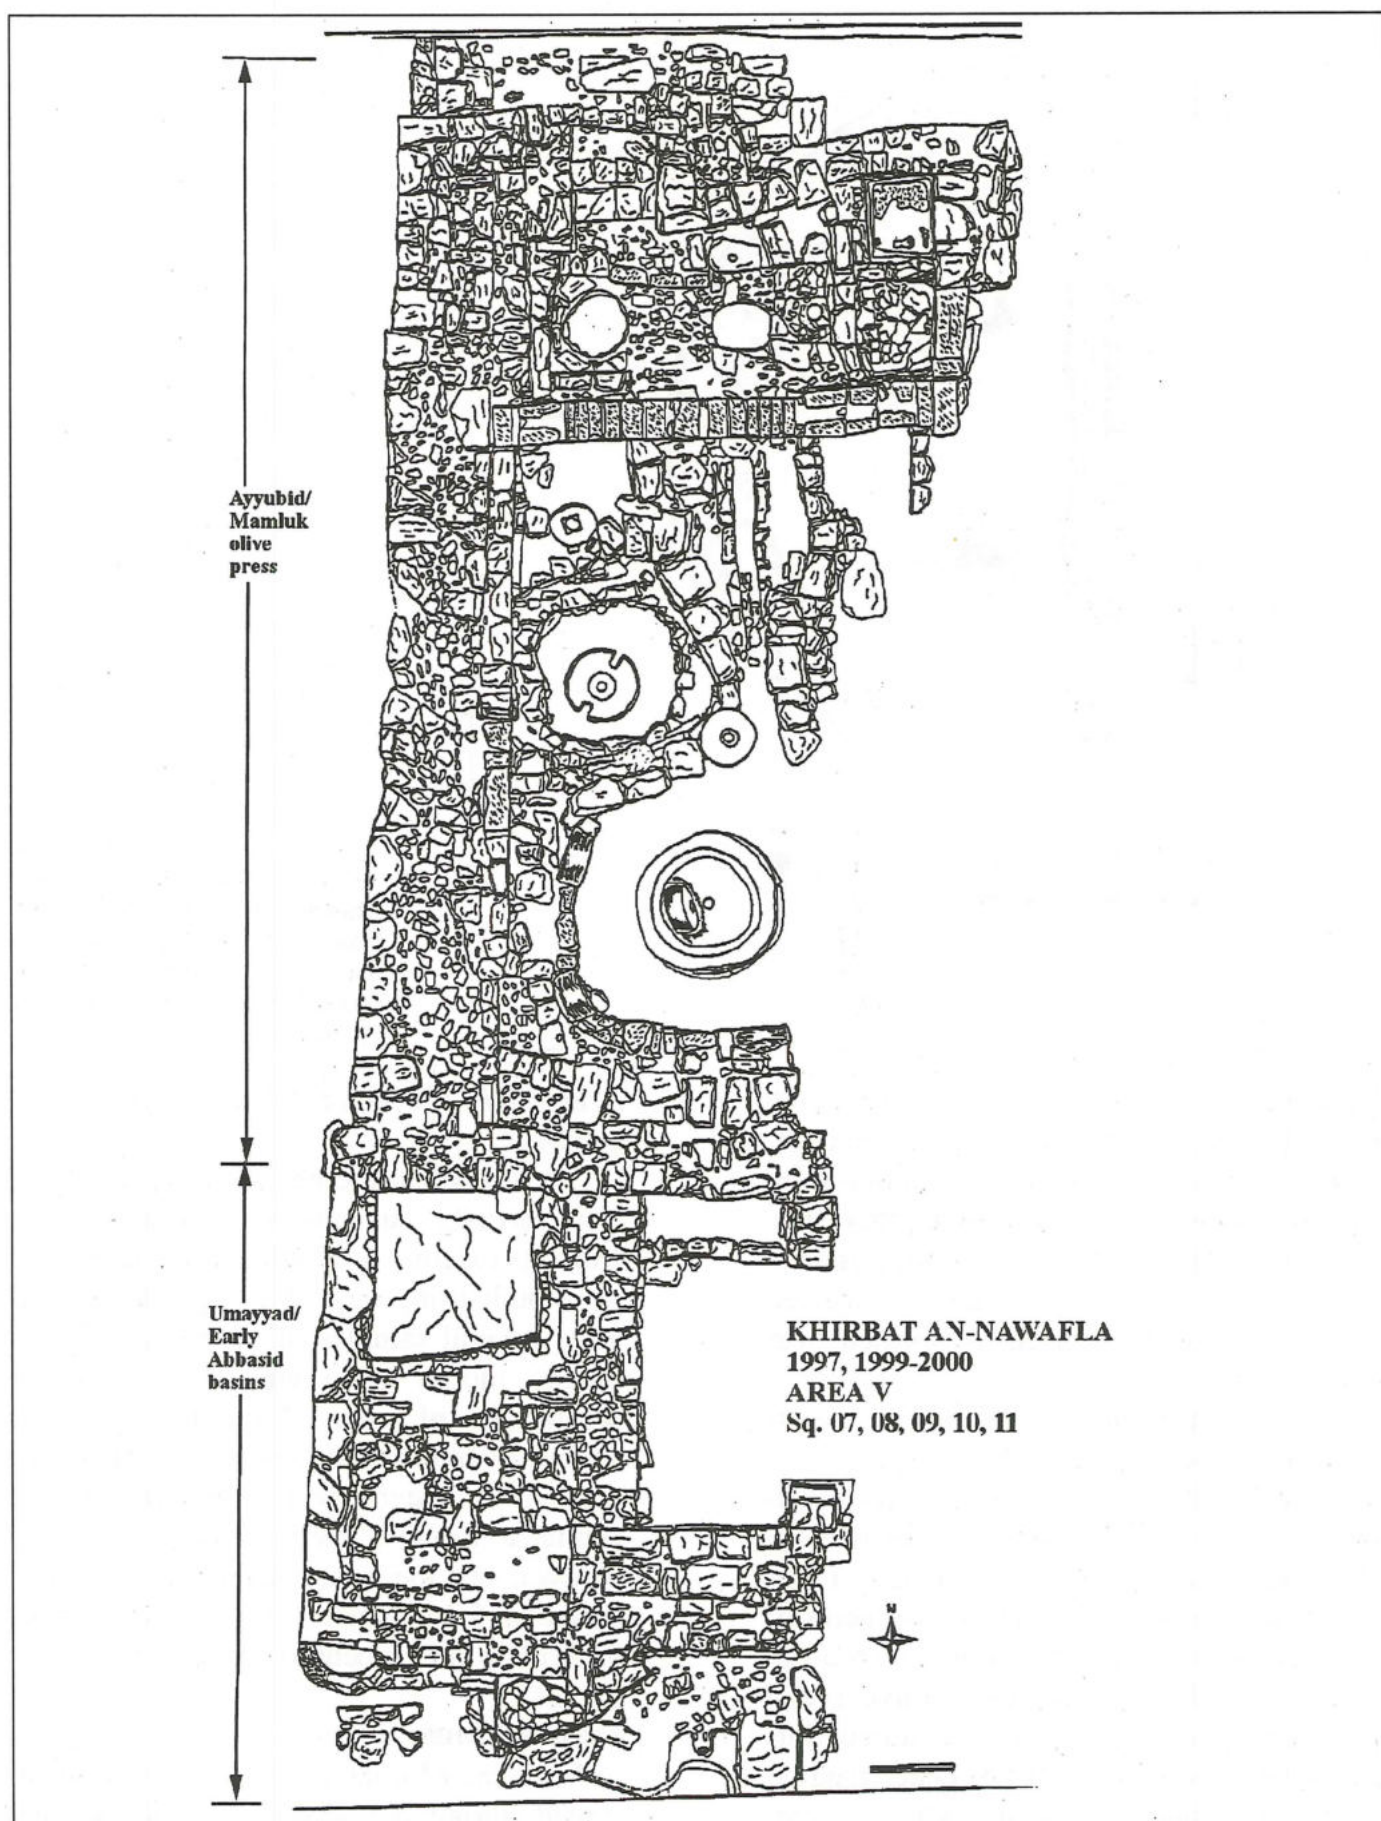 Ayyubid/
Mamluk
olive
press
Umayyad/
Early
Abbasid
basins
KHIRBAT AN-NAWAFLA
1997, 1999-2000
AREA V
Sq. 07, 08, 09, 10, 11
N